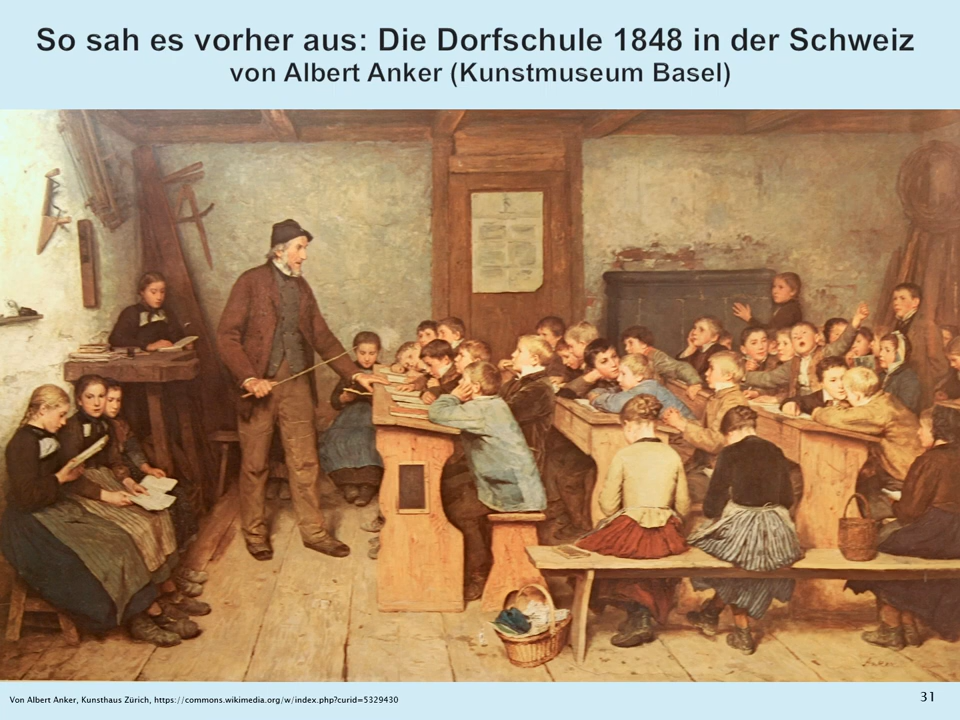 So sah es vorher aus: Die Dorfschule 1848 in der Schweiz
von Albert Anker (Kunstmuseum Basel)
Anker
Von Albert Anker, Kunsthaus Zürich, https://commons.wikimedia.org/w/index.php?curid=5329430
31